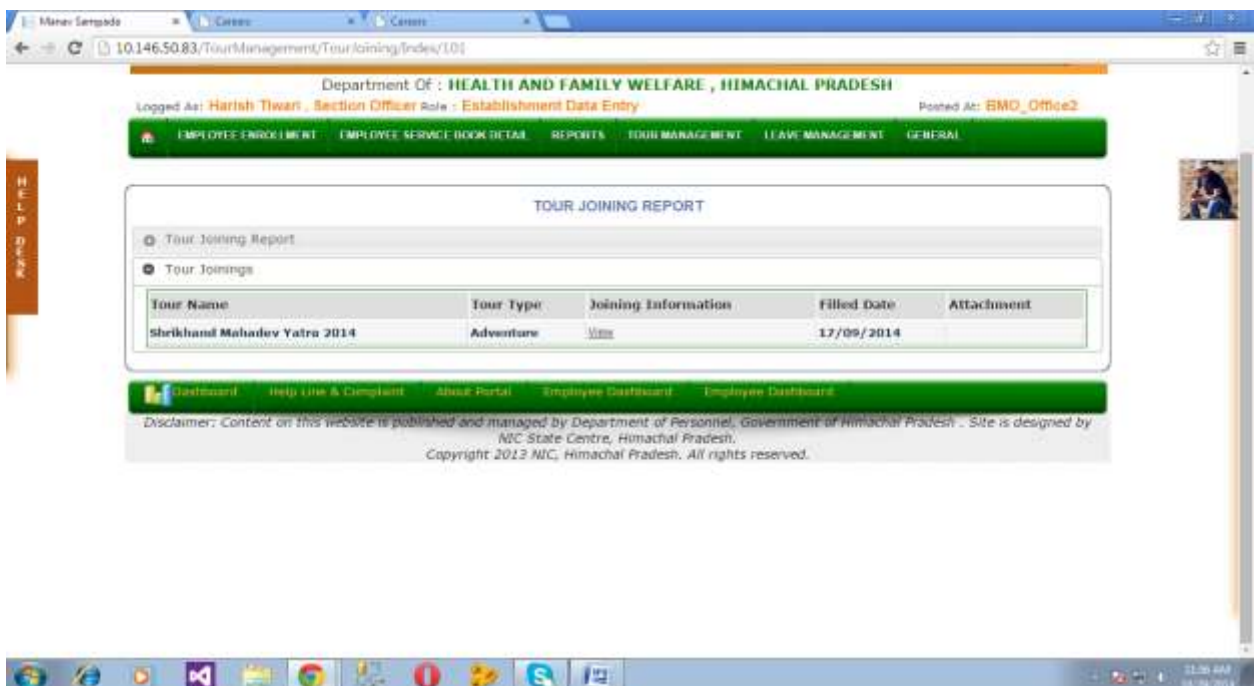 Manav Sampada
Careers
Careers
10.146.50.83/TourManagement/TourJoining/Index/101
Department Of : HEALTH AND FAMILY WELFARE , HIMACHAL PRADESH
Logged As: Harish Tiwari , Section Officer Role : Establishment Data Entry Posted At: BMO_Office2
EMPLOYEE ENROLLMENT EMPLOYEE SERVICE BOOK DETAIL REPORTS TOUR MANAGEMENT LEAVE MANAGEMENT GENERAL
HELP DESK
TOUR JOINING REPORT
Tour Joining Report
Tour Joinings
Tour Name Tour Type Joining Information Filled Date Attachment
Shrikhand Mahadev Yatra 2014 Adventure View 17/09/2014
Dashboard Help Line & Complaint About Portal Employee Dashboard Employee Dashboard
Disclaimer: Content on this website is published and managed by Department of Personnel, Government of Himachal Pradesh . Site is designed by
NIC State Centre, Himachal Pradesh.
Copyright 2013 NIC, Himachal Pradesh. All rights reserved.